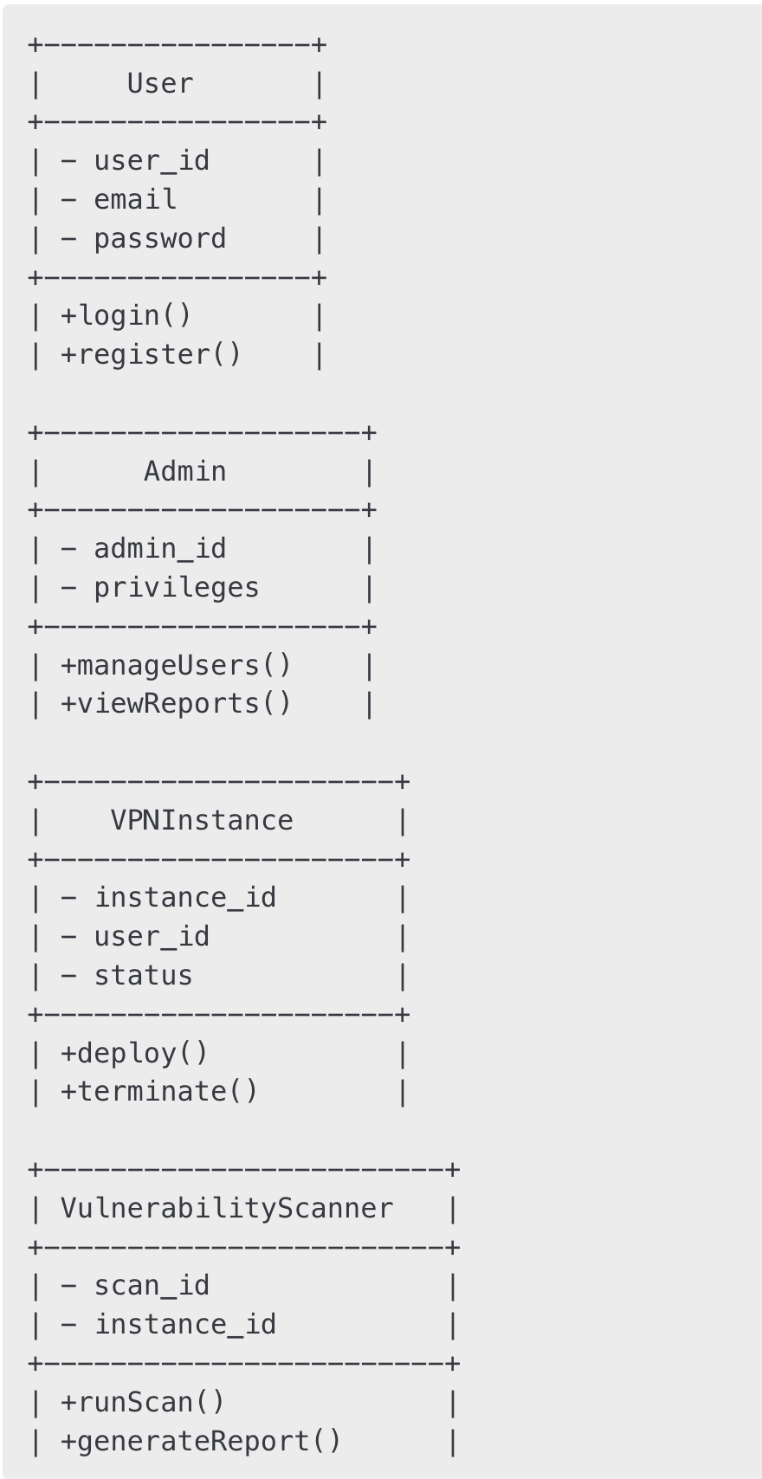 +----------------+
|     User       |
+----------------+
| - user_id      |
| - email        |
| - password     |
+----------------+
| +login()       |
| +register()    |

+-------------------+
|      Admin        |
+-------------------+
| - admin_id        |
| - privileges      |
+-------------------+
| +manageUsers()    |
| +viewReports()    |

+---------------------+
|    VPNInstance      |
+---------------------+
| - instance_id       |
| - user_id           |
| - status            |
+---------------------+
| +deploy()           |
| +terminate()        |

+------------------------+
| VulnerabilityScanner   |
+------------------------+
| - scan_id              |
| - instance_id          |
+------------------------+
| +runScan()             |
| +generateReport()      |